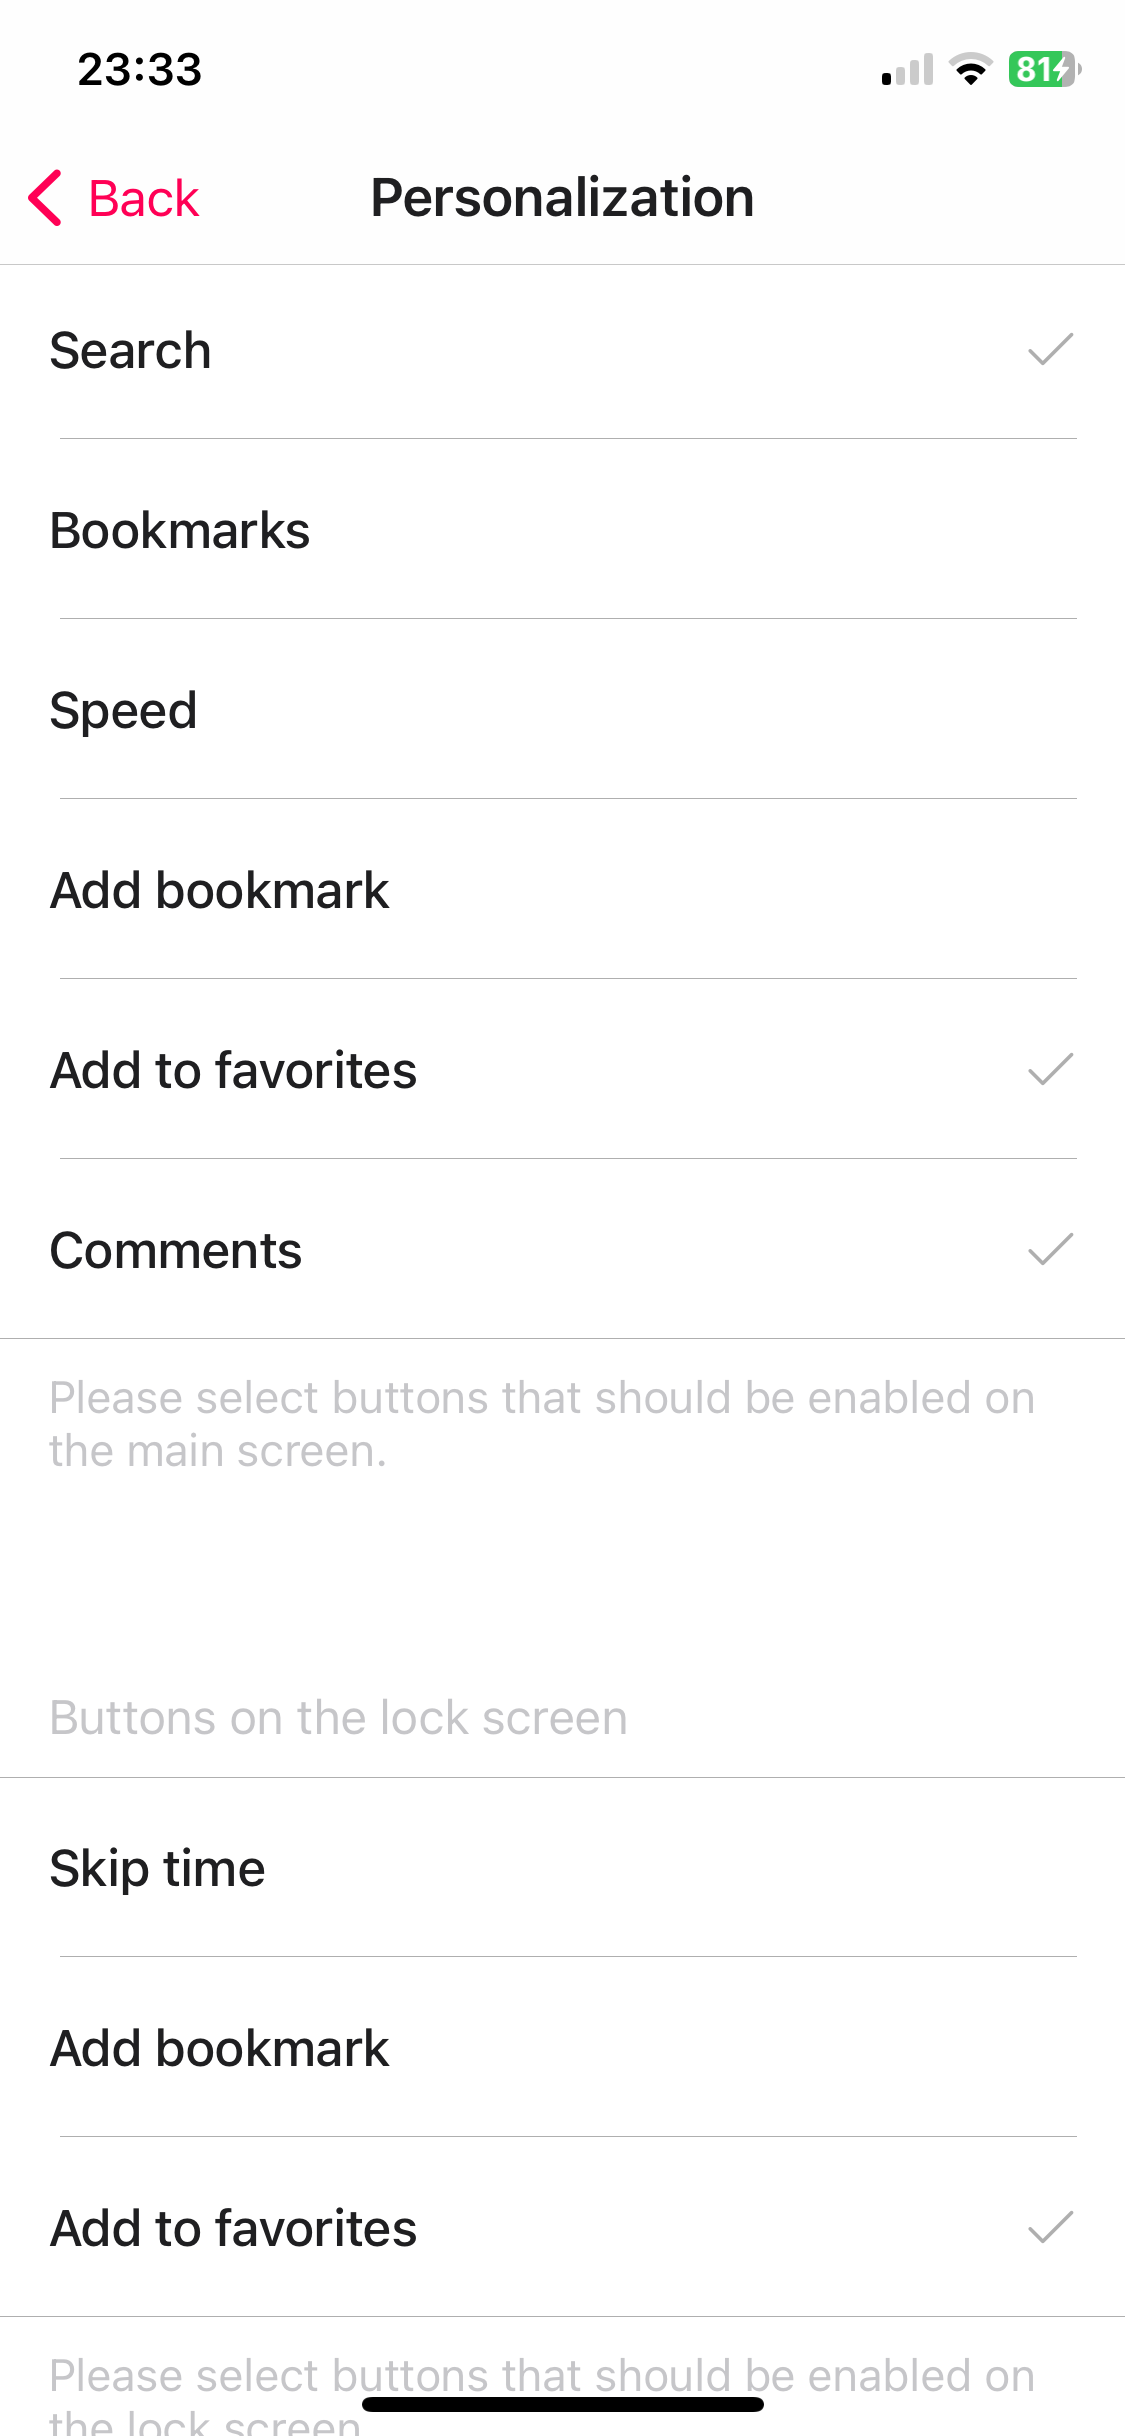 23:33
81
Back
Personalization
Search
Bookmarks
Speed
Add bookmark
Add to favorites
Comments
Please select buttons that should be enabled on
the main screen.
Buttons on the lock screen
Skip time
Add bookmark
Add to favorites
Please select buttons that should be enabled on
the lock screen.